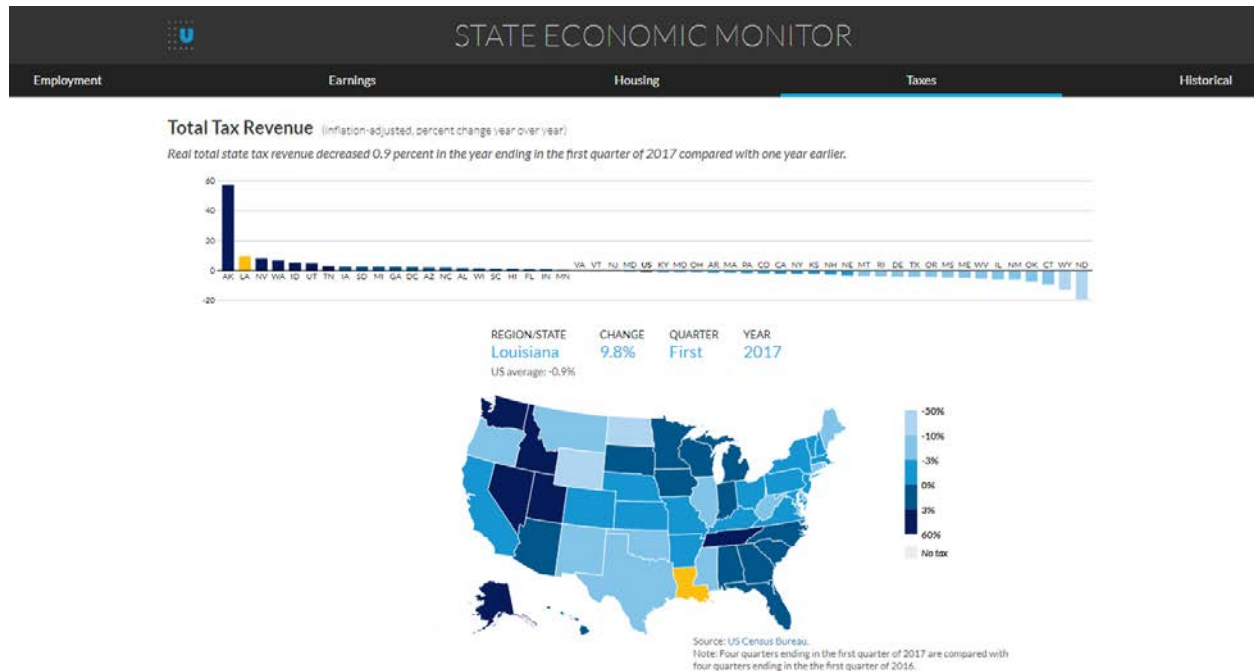 U
STATE ECONOMIC MONITOR
Employment Earnings Housing Taxes Historical
Total Tax Revenue (inflation-adjusted, percent change year over year)
Real total state tax revenue decreased 0.9 percent in the year ending in the first quarter of 2017 compared with one year earlier.
60
40
20
0
-20
AK LA NV WA ID UT TN IA SD MI GA DC AZ NC AL WI SC HI FL IN MN
VA VT NJ MD US KY MO OH AR MA PA CO CA NY KS NH NE MT RI DE TX OR MS ME WV IL NM OK CT WY ND
REGION/STATE CHANGE QUARTER YEAR
Louisiana 9.8% First 2017
US average: -0.9%
-30%
-10%
-3%
0%
3%
60%
No tax
Source: US Census Bureau.
Note: Four quarters ending in the first quarter of 2017 are compared with
four quarters ending in the the first quarter of 2016.